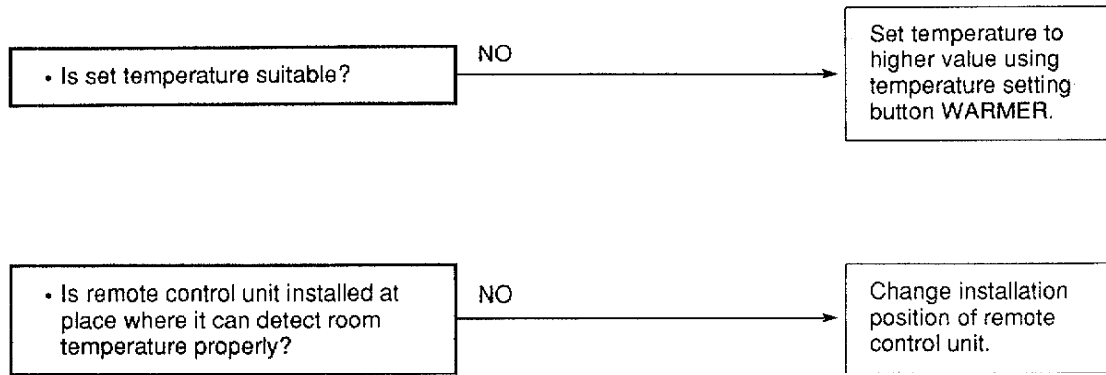 • Is set temperature suitable?
NO
Set temperature to
higher value using
temperature setting
button WARMER.
• Is remote control unit installed at
place where it can detect room
temperature properly?
NO
Change installation
position of remote
control unit.